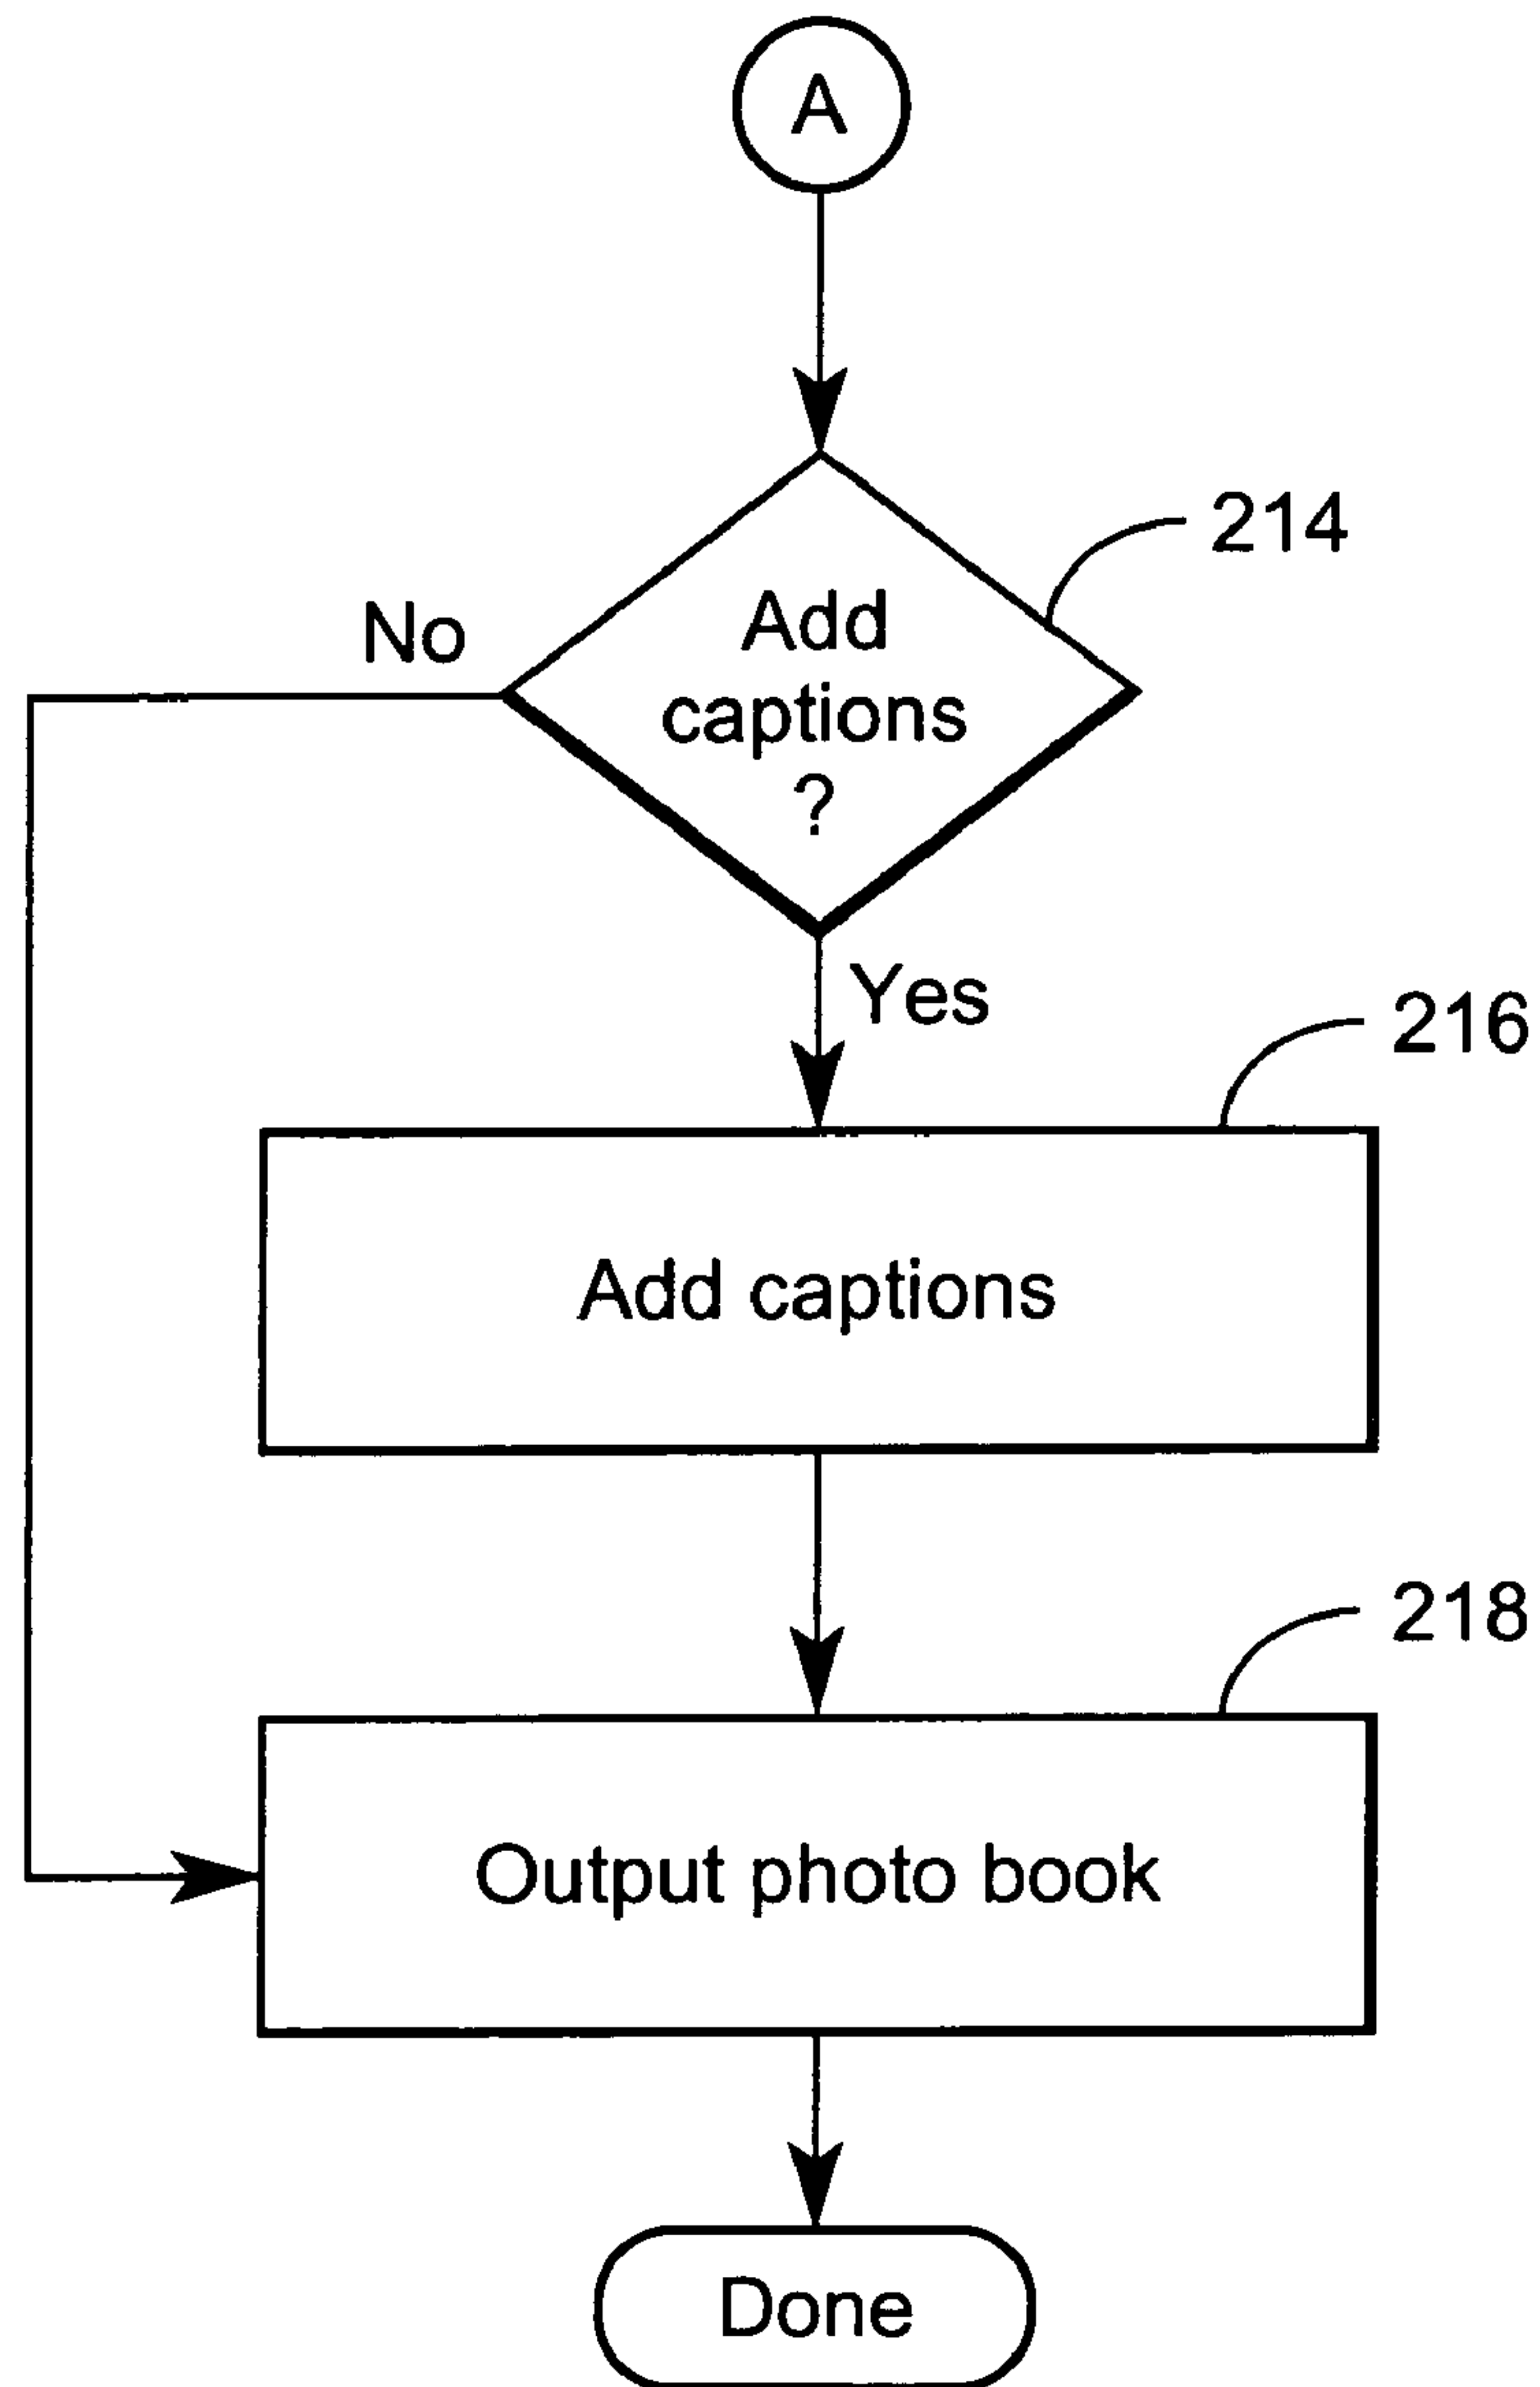 A
214
Add
captions
?
No
Yes
216
Add captions
218
Output photo book
Done